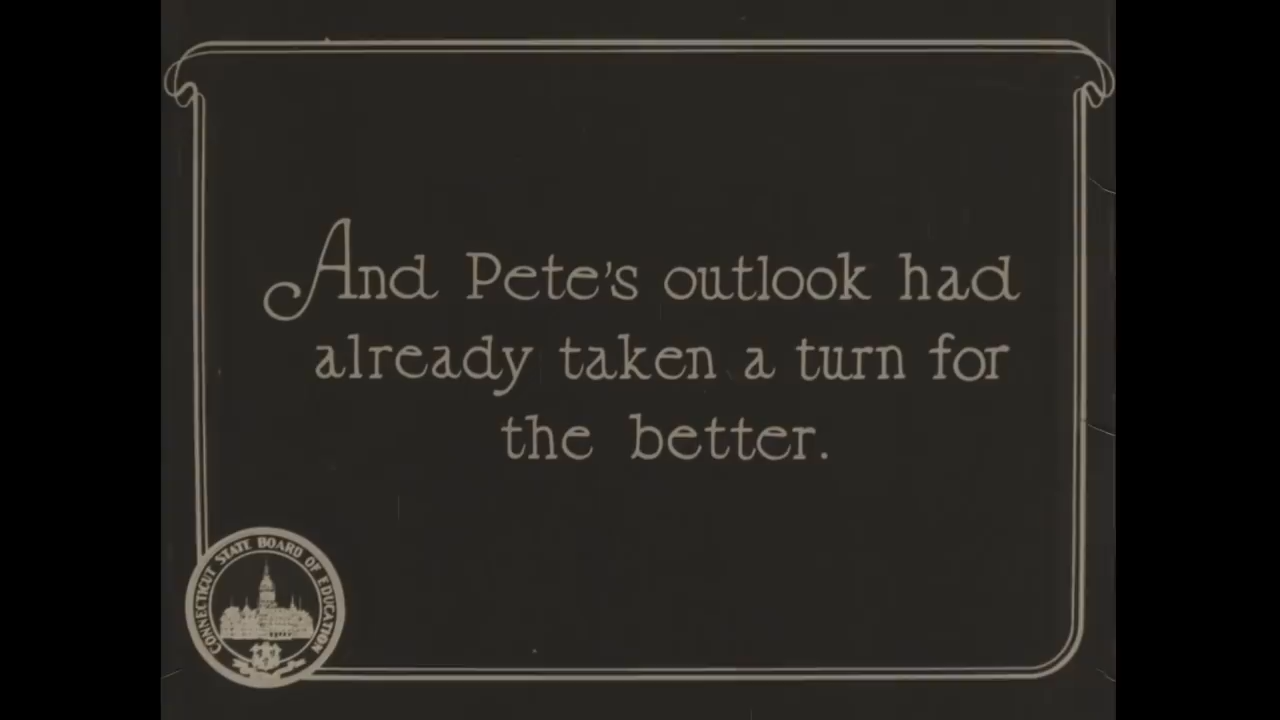 And Pete's outlook had
already taken a turn for
the better.
CONNECTICUT STATE BOARD OF EDUCATION